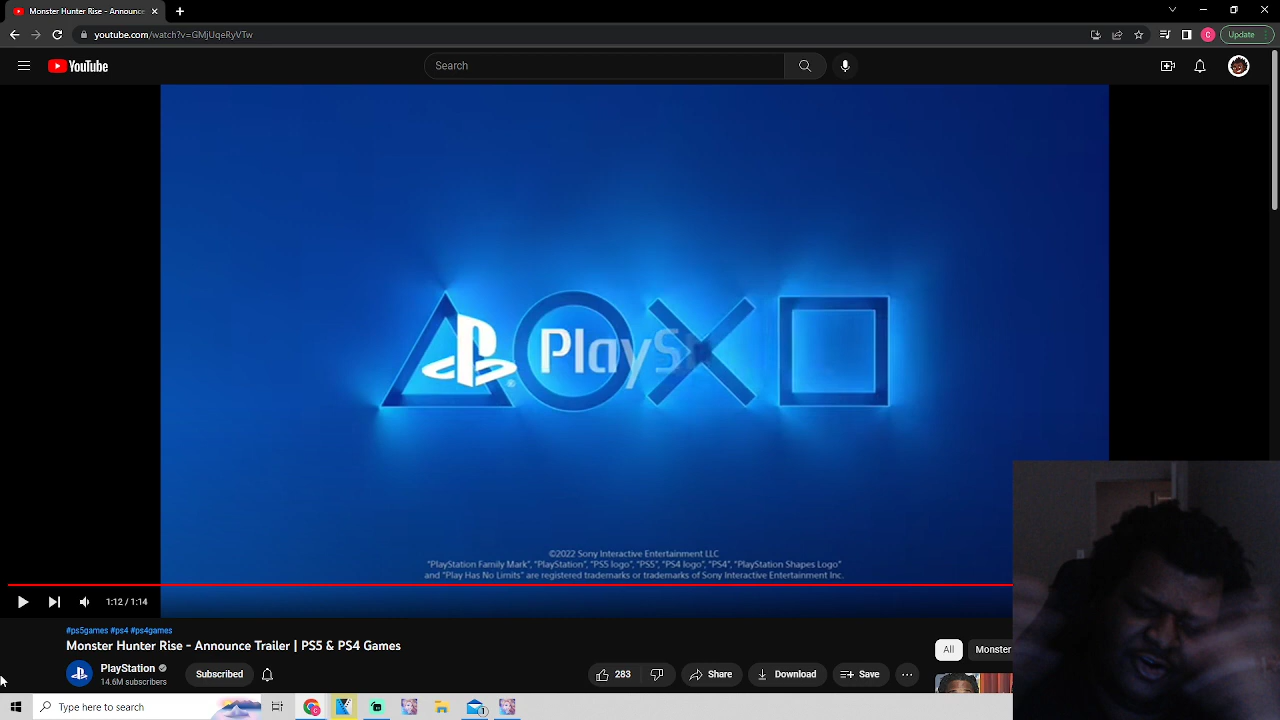 Monster Hunter Rise - Announce
youtube.com/watch?v=GMjUqeRyVTw
C
Update
YouTube
Search
PlayS
©2022 Sony Interactive Entertainment LLC
"PlayStation Family Mark", "PlayStation", "PS5 logo", "PS5", "PS4 logo", "PS4", "PlayStation Shapes Logo"
and "Play Has No Limits" are registered trademarks or trademarks of Sony Interactive Entertainment Inc.
1:12 / 1:14
#ps5games #ps4 #ps4games
Monster Hunter Rise - Announce Trailer | PS5 & PS4 Games
PlayStation
14.6M subscribers
Subscribed
283
Share
Download
Save
All
Monster
Type here to search
1